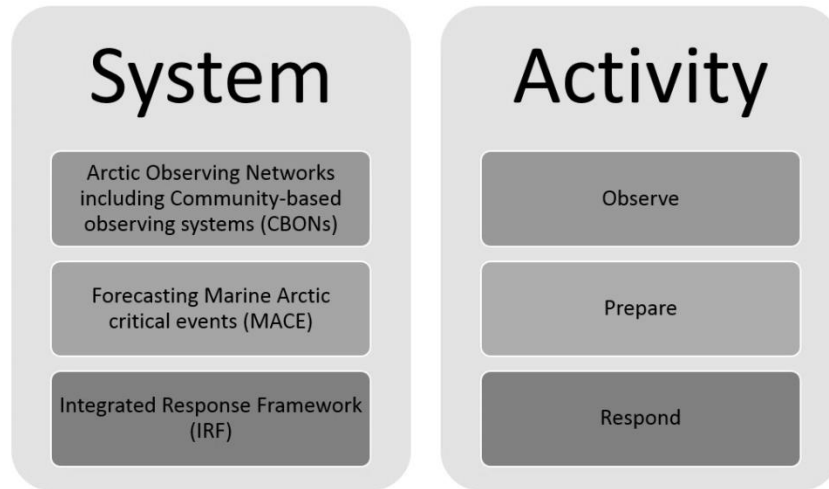 System
Arctic Observing Networks
including Community-based
observing systems (CBONs)
Forecasting Marine Arctic
critical events (MACE)
Integrated Response Framework
(IRF)
Activity
Observe
Prepare
Respond